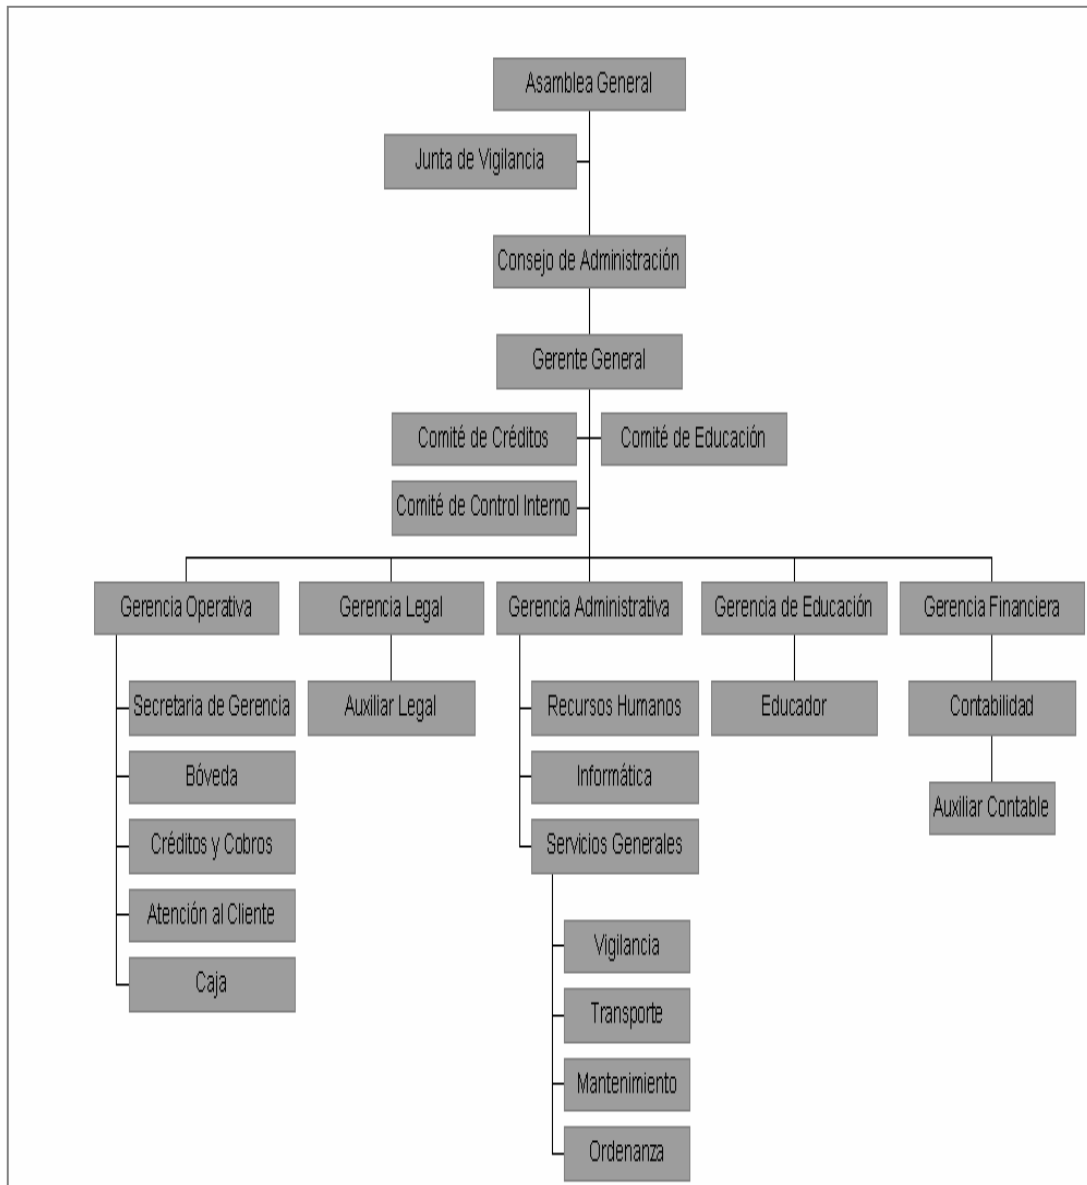 Asamblea General
Junta de Vigilancia
Consejo de Administración
Gerente General
Comité de Créditos
Comité de Educación
Comité de Control Interno
Gerencia Operativa
Gerencia Legal
Gerencia Administrativa
Gerencia de Educación
Gerencia Financiera
Secretaria de Gerencia
Auxiliar Legal
Recursos Humanos
Educador
Contabilidad
Bóveda
Informática
Auxiliar Contable
Créditos y Cobros
Servicios Generales
Atención al Cliente
Vigilancia
Caja
Transporte
Mantenimiento
Ordenanza